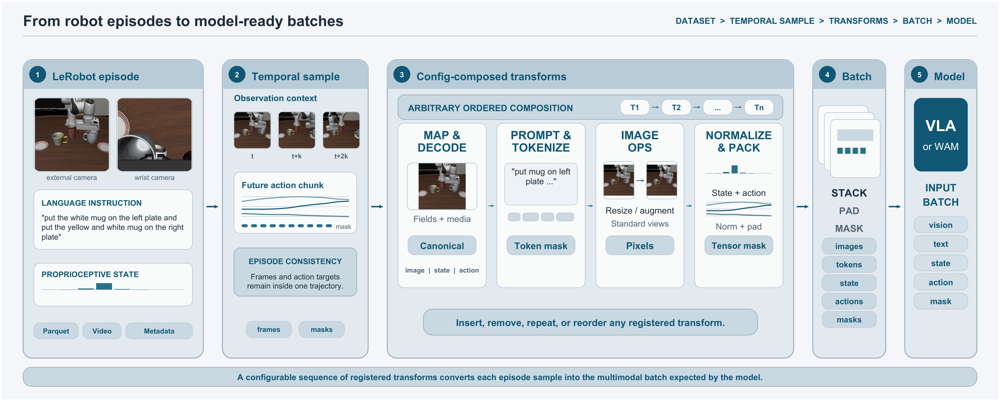 From robot episodes to model-ready batches
DATASET > TEMPORAL SAMPLE > TRANSFORMS > BATCH > MODEL
1 LeRobot episode
external camera
wrist camera
LANGUAGE INSTRUCTION
"put the white mug on the left plate and
put the yellow and white mug on the right
plate"
PROPRIOCEPTIVE STATE
Parquet
Video
Metadata
2 Temporal sample
Observation context
t
t+k
t+2k
Future action chunk
mask
EPISODE CONSISTENCY
Frames and action targets
remain inside one trajectory.
frames
masks
3 Config-composed transforms
ARBITRARY ORDERED COMPOSITION
T1
T2
...
Tn
MAP &
DECODE
Fields + media
Canonical
image | state | action
PROMPT &
TOKENIZE
"put mug on left
plate ..."
Token mask
IMAGE
OPS
Resize / augment
Standard views
Pixels
NORMALIZE
& PACK
State + action
Norm + pad
Tensor mask
Insert, remove, repeat, or reorder any registered transform.
4 Batch
STACK
PAD
MASK
images
tokens
state
actions
masks
5 Model
VLA
or WAM
INPUT
BATCH
vision
text
state
action
mask
A configurable sequence of registered transforms converts each episode sample into the multimodal batch expected by the model.